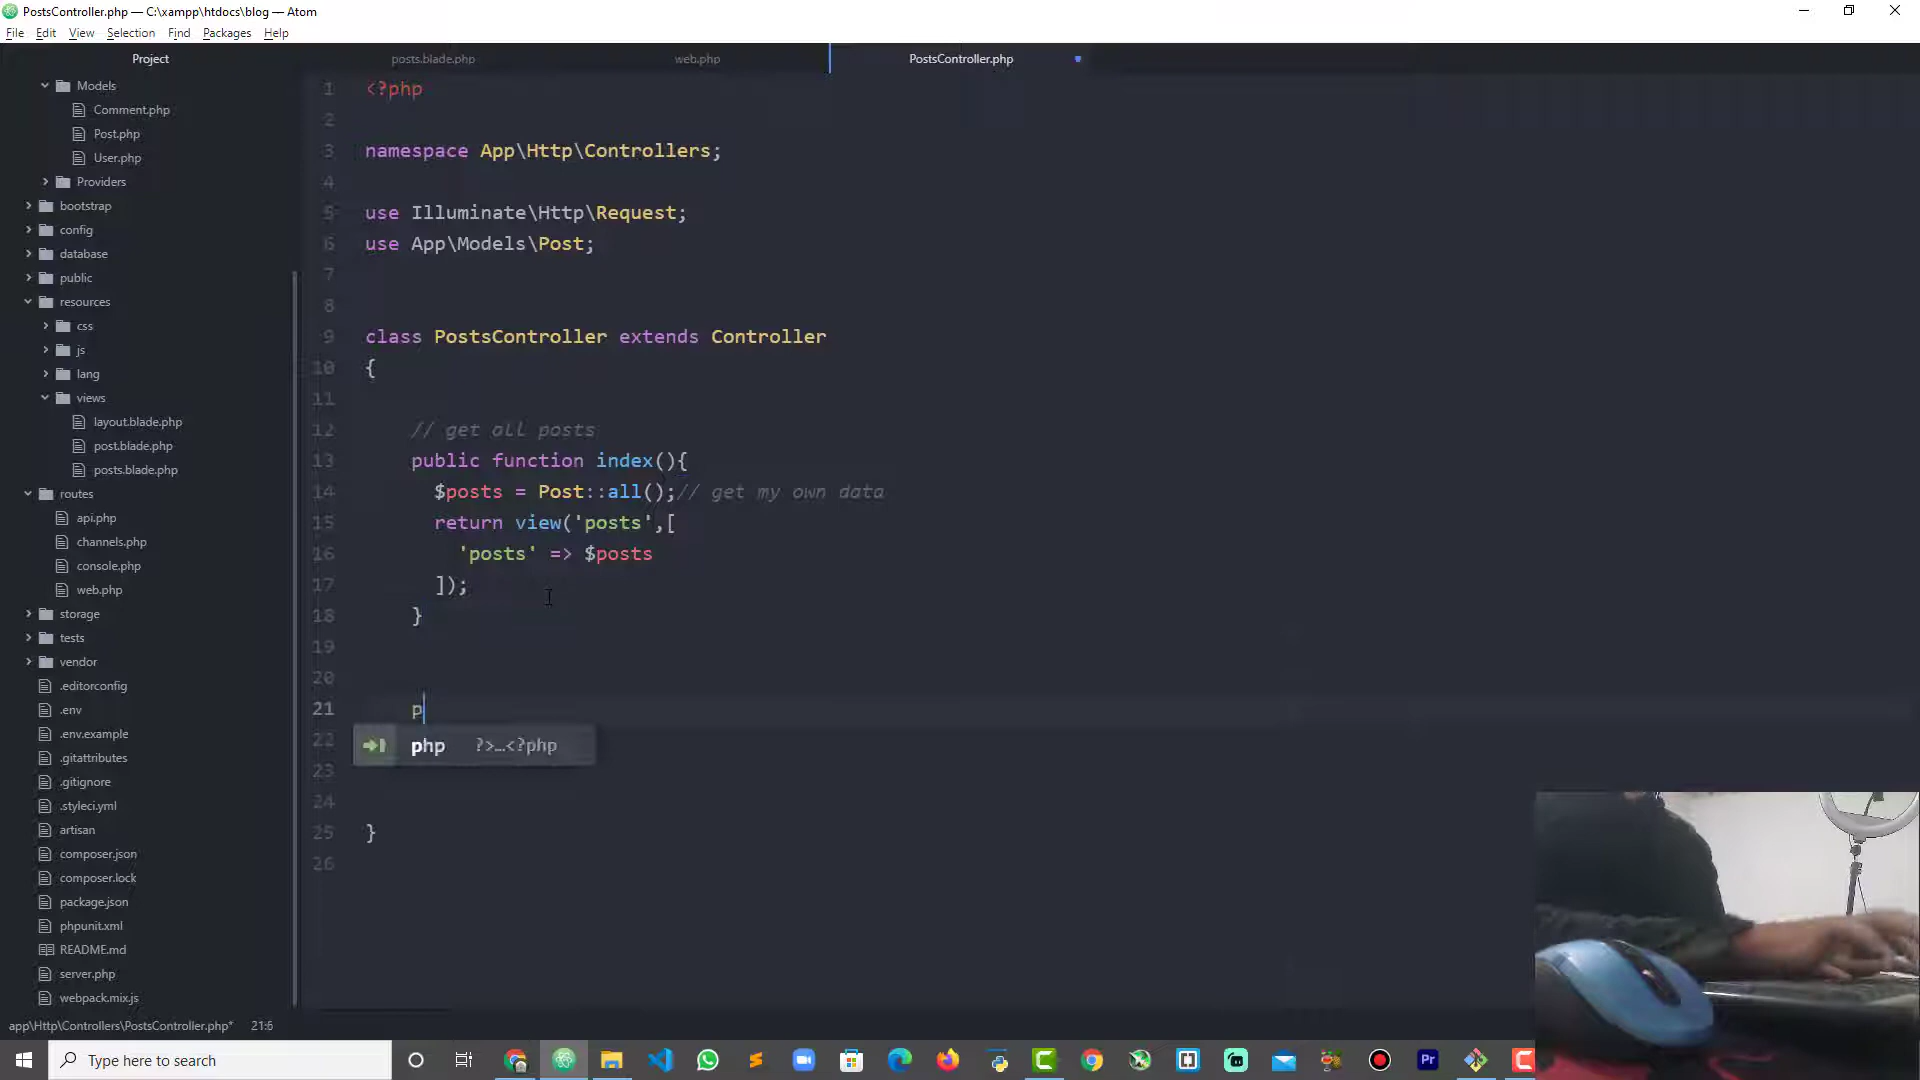 PostsController.php — C:\xampp\htdocs\blog — Atom
File Edit View Selection Find Packages Help
Project
posts.blade.php
web.php
PostsController.php
Models
Comment.php
Post.php
User.php
Providers
bootstrap
config
database
public
resources
css
js
lang
views
layout.blade.php
post.blade.php
posts.blade.php
routes
api.php
channels.php
console.php
web.php
storage
tests
vendor
.editorconfig
.env
.env.example
.gitattributes
.gitignore
.styleci.yml
artisan
composer.json
composer.lock
package.json
phpunit.xml
README.md
server.php
webpack.mix.js
1 <?php
2
3 namespace App\Http\Controllers;
4
5 use Illuminate\Http\Request;
6 use App\Models\Post;
7
8
9 class PostsController extends Controller
10 {
11
12 // get all posts
13 public function index(){
14 $posts = Post::all();// get my own data
15 return view('posts',[
16 'posts' => $posts
17 ]);
18 }
19
20
21 p
22 php ?>…<?php
23
24
25 }
26
app\Http\Controllers\PostsController.php* 21:6
Type here to search
Pr